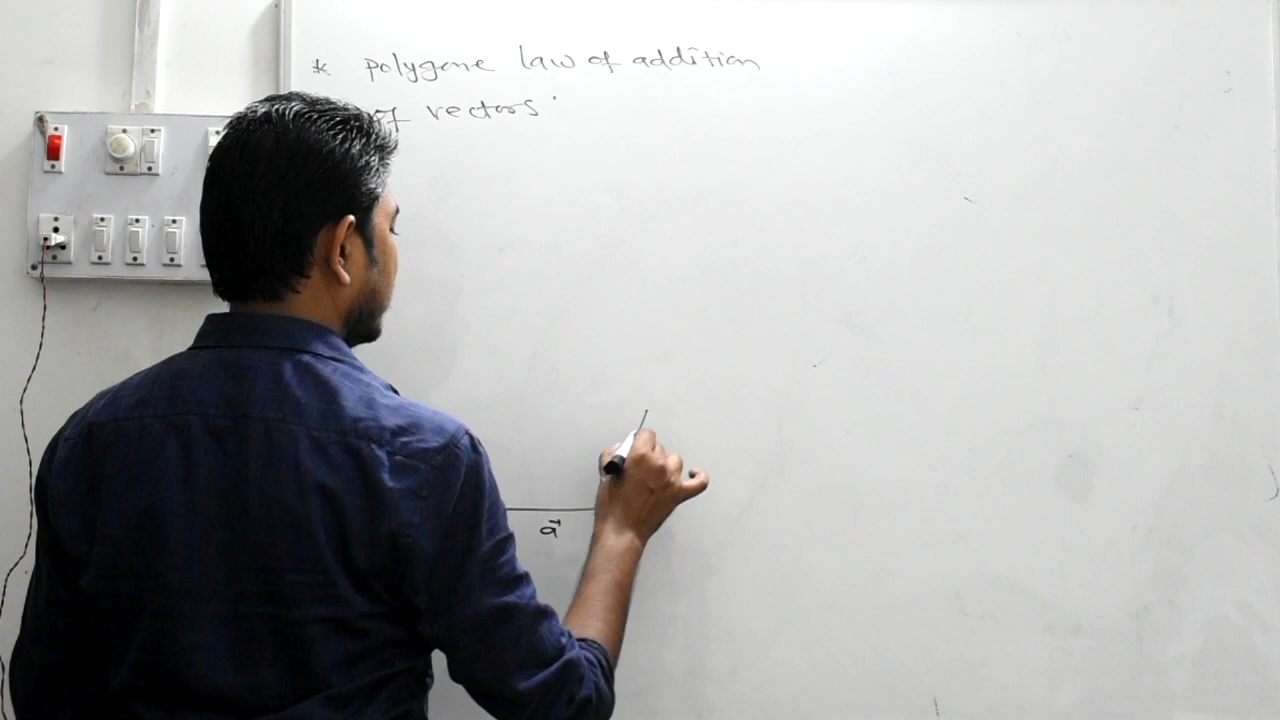 * polygone law of addition
of vectors
a⃗